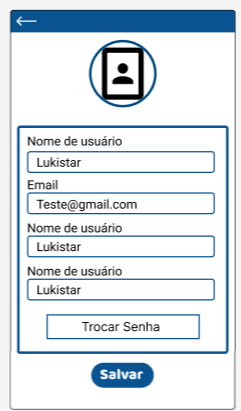 Nome de usuário
Lukistar
Email
Teste@gmail.com
Nome de usuário
Lukistar
Nome de usuário
Lukistar
Trocar Senha
Salvar